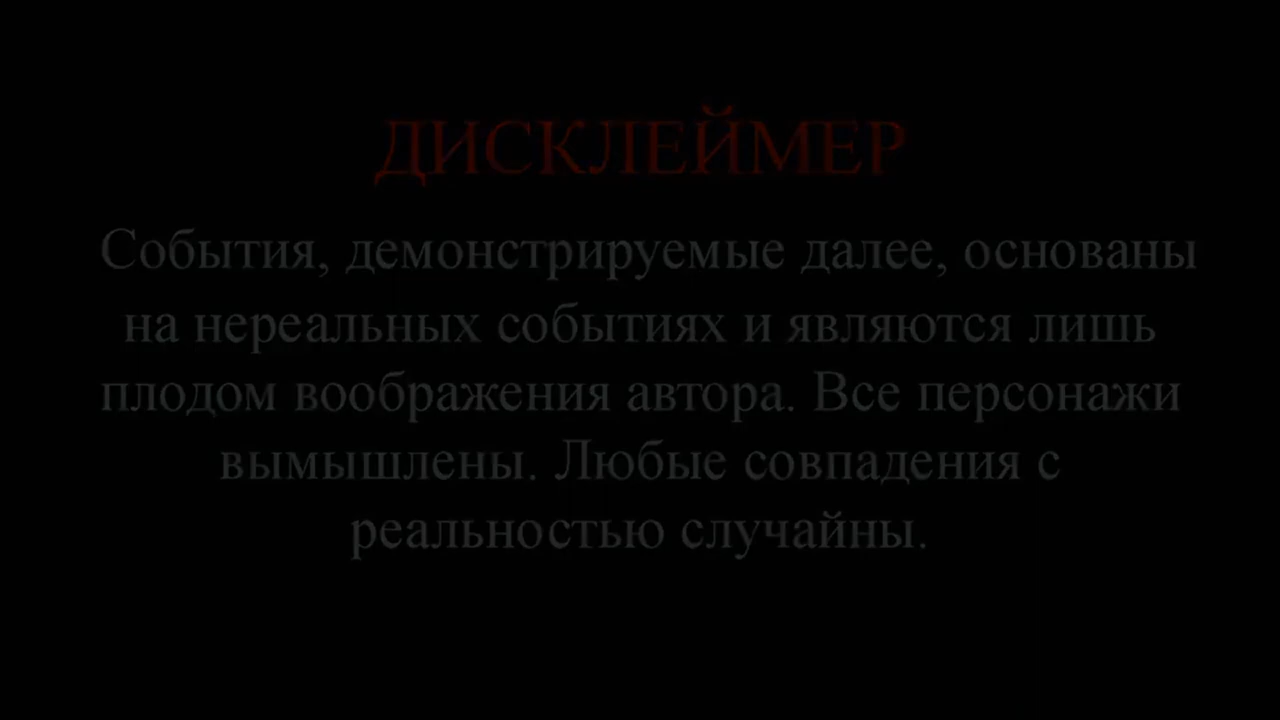 ДИСКЛЕЙМЕР
События, демонстрируемые далее, основаны
на нереальных событиях и являются лишь
плодом воображения автора. Все персонажи
вымышлены. Любые совпадения с
реальностью случайны.